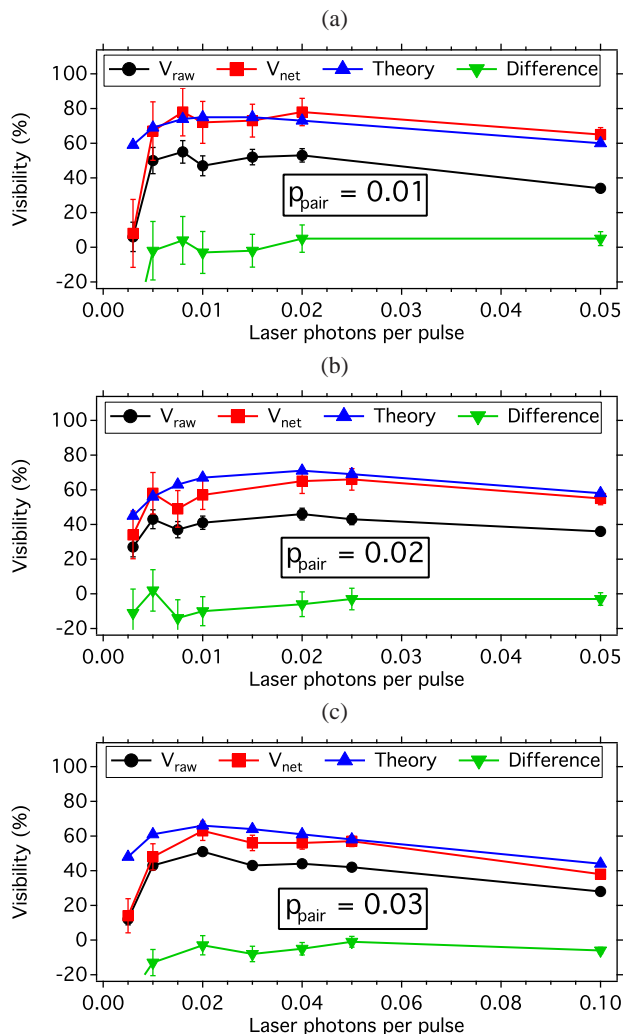 (a)
V_raw V_net Theory Difference
100
80
60
40
20
0
-20
Visibility (%)
p_pair = 0.01
0.00 0.01 0.02 0.03 0.04 0.05
Laser photons per pulse
(b)
V_raw V_net Theory Difference
100
80
60
40
20
0
-20
Visibility (%)
p_pair = 0.02
0.00 0.01 0.02 0.03 0.04 0.05
Laser photons per pulse
(c)
V_raw V_net Theory Difference
100
80
60
40
20
0
-20
Visibility (%)
p_pair = 0.03
0.00 0.02 0.04 0.06 0.08 0.10
Laser photons per pulse